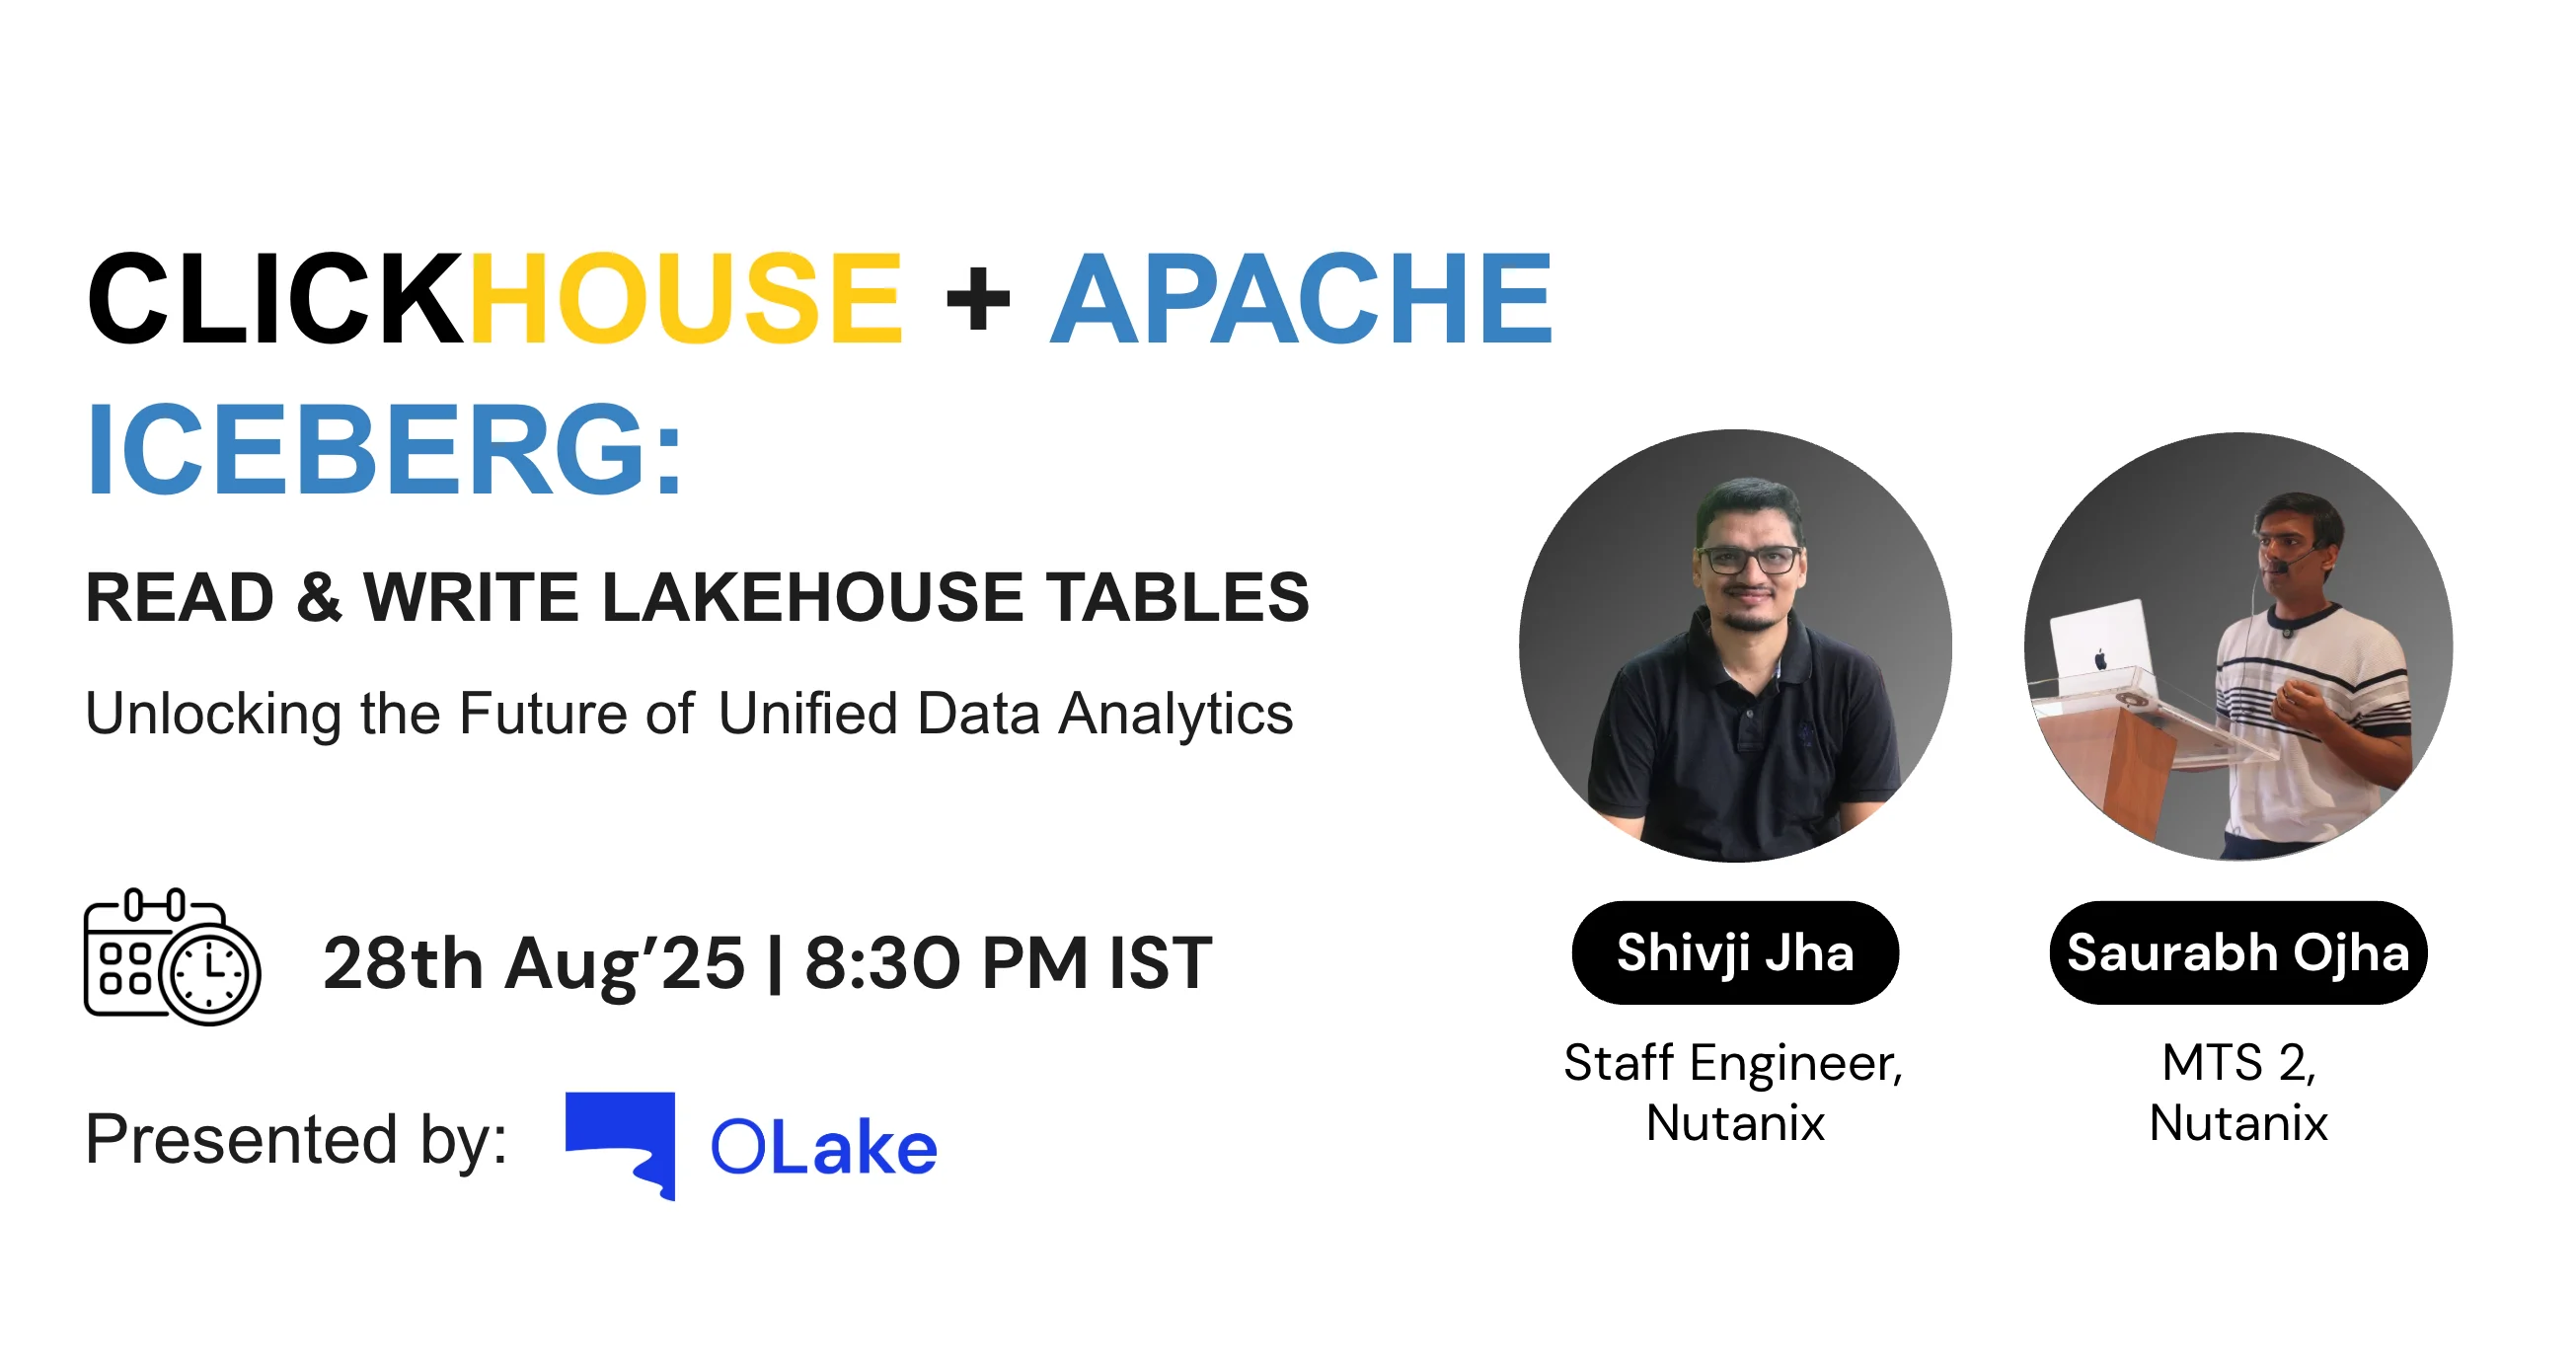 CLICKHOUSE + APACHE
ICEBERG:
READ & WRITE LAKEHOUSE TABLES
Unlocking the Future of Unified Data Analytics
28th Aug’25 | 8:30 PM IST
Presented by: OLake
Shivji Jha
Staff Engineer,
Nutanix
Saurabh Ojha
MTS 2,
Nutanix